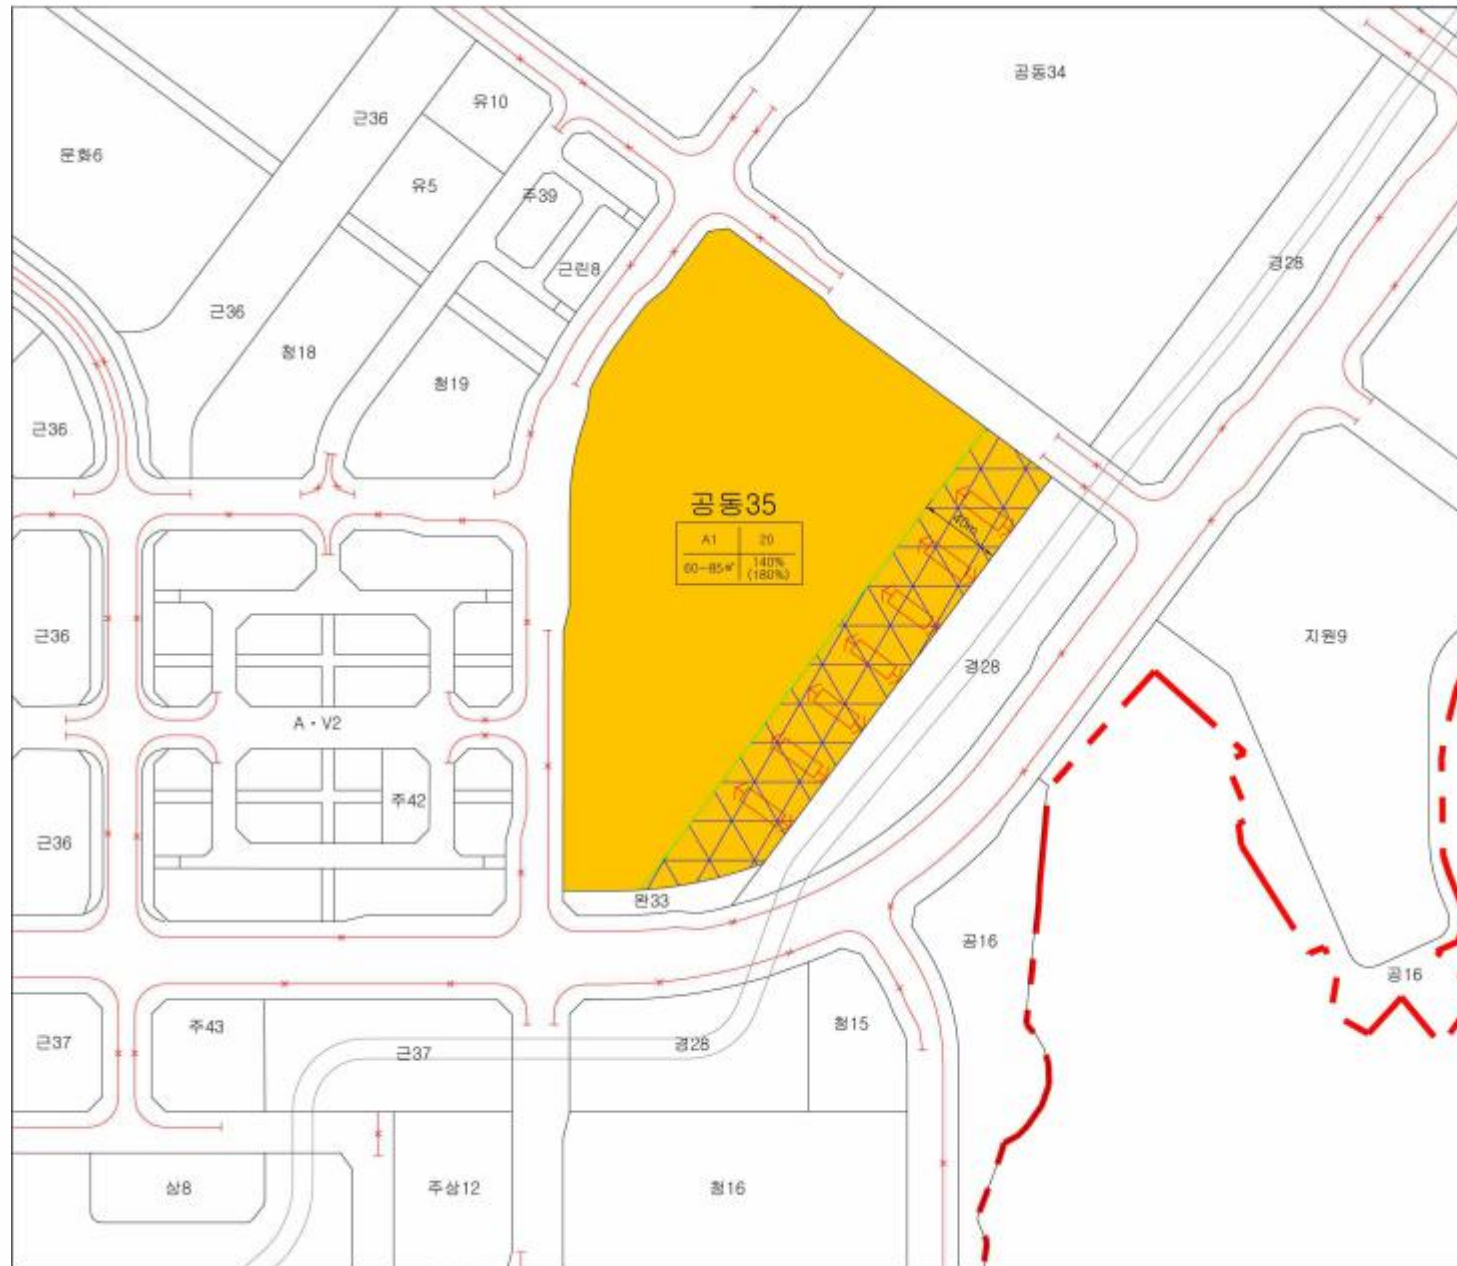 공동34
유10
근36
문화6
유5
주39
경28
근린8
근36
청18
청19
근36
공동35
A1 20
60-85㎡ 140%
(180%)
40m
근36
지원9
경28
A·V2
주42
근36
완33
공16
공16
주43
청15
근37
경28
근37
상8
주상12
청16